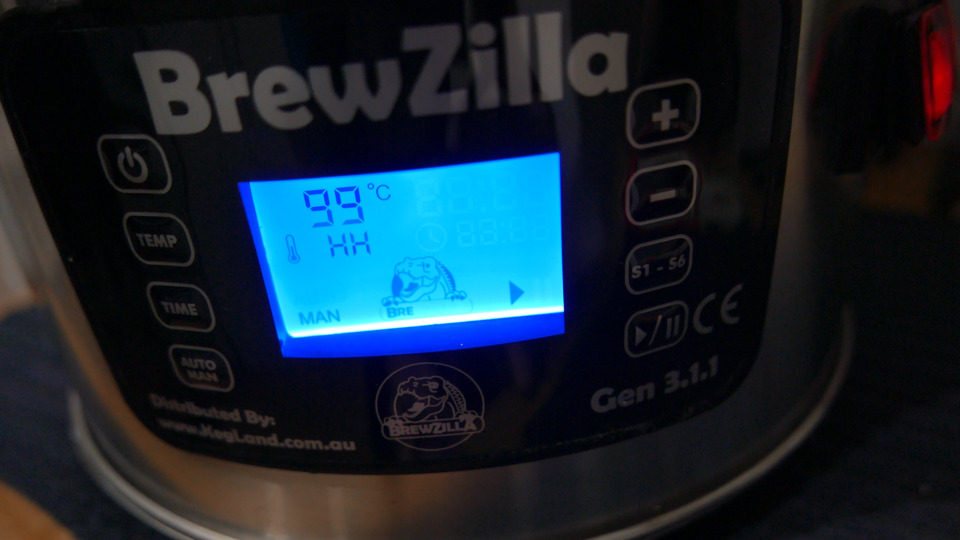 BrewZilla
99 °C
HH
MAN
BRE
TEMP
TIME
AUTO
MAN
+
-
S1 - S6
CE
Gen 3.1.1
Distributed By:
www.KegLand.com.au
BREWZILLA